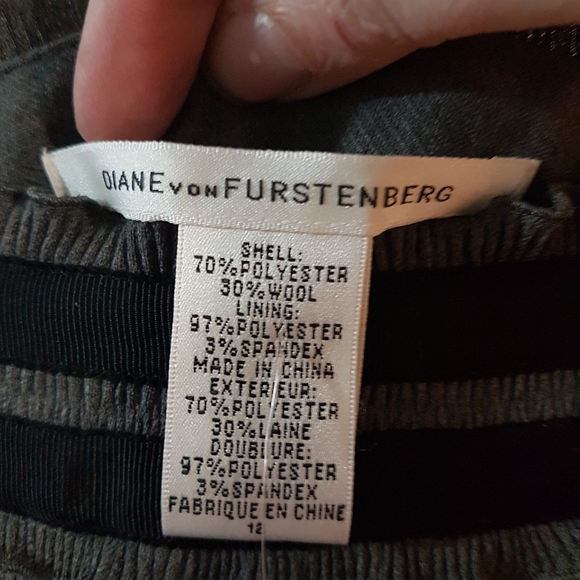 DIANE VON FURSTENBERG
SHELL:
70%POLYESTER
30%WOOL
LINING:
97%POLYESTER
3%SPANDEX
MADE IN CHINA
EXTERIEUR:
70%POLYESTER
30%LAINE
DOUBLURE:
97%POLYESTER
3%SPANDEX
FABRIQUE EN CHINE
12